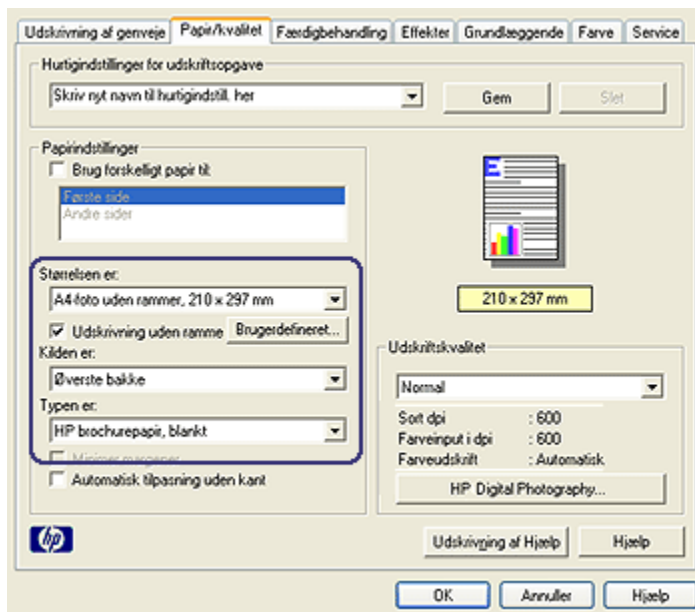 Udskrivning af genveje Papir/kvalitet Færdigbehandling Effekter Grundlæggende Farve Service
Hurtigindstillinger for udskriftsopgave
Skriv nyt navn til hurtigindstill. her Gem Slet
Papirindstillinger
Brug forskelligt papir til:
Første side
Andre sider
Størrelsen er:
A4-foto uden rammer, 210 x 297 mm
Udskrivning uden ramme Brugerdefineret...
Kilden er:
Øverste bakke
Typen er:
HP brochurepapir, blankt
Minimer margener
Automatisk tilpasning uden kant
E
210 x 297 mm
Udskriftskvalitet
Normal
Sort dpi : 600
Farveinput i dpi : 600
Farveudskrift : Automatisk
HP Digital Photography...
hp
Udskrivning af Hjælp Hjælp
OK Annuller Hjælp